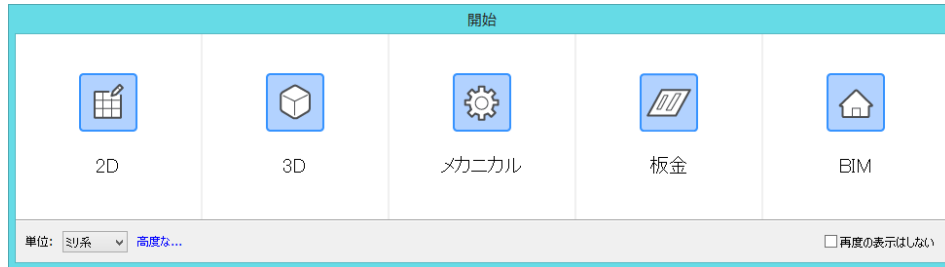 開始
2D
3D
メカニカル
板金
BIM
単位: ミリ系 高度な... 再度の表示はしない